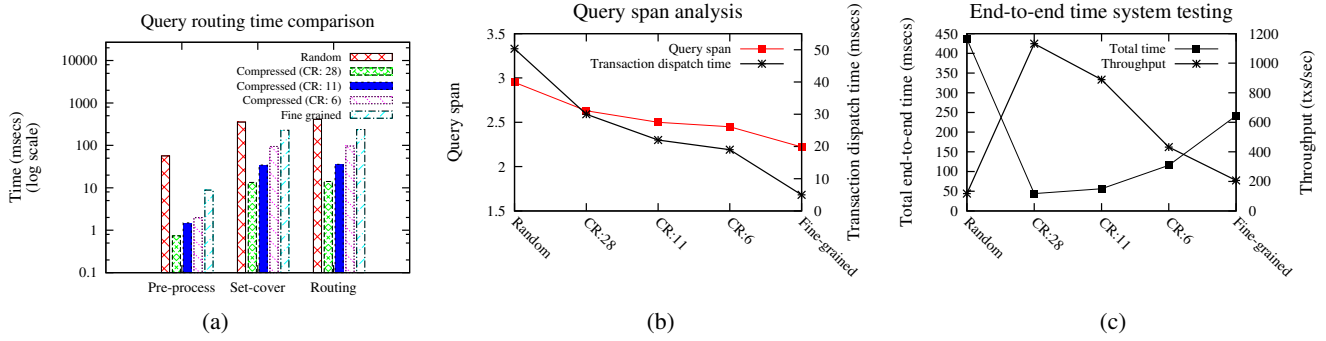 Query routing time comparison
Time (msecs)
(log scale)
10000
1000
100
10
1
0.1
Random
Compressed (CR: 28)
Compressed (CR: 11)
Compressed (CR: 6)
Fine grained
Pre-process
Set-cover
Routing
(a)
Query span analysis
Query span
3.5
3
2.5
2
1.5
Query span
Transaction dispatch time
50
40
30
20
10
0
Transaction dispatch time (msecs)
Random
CR:28
CR:11
CR:6
Fine-grained
(b)
End-to-end time system testing
Total end-to-end time (msecs)
450
400
350
300
250
200
150
100
50
0
Total time
Throughput
1200
1000
800
600
400
200
0
Throughput (txs/sec)
Random
CR:28
CR:11
CR:6
Fine-grained
(c)